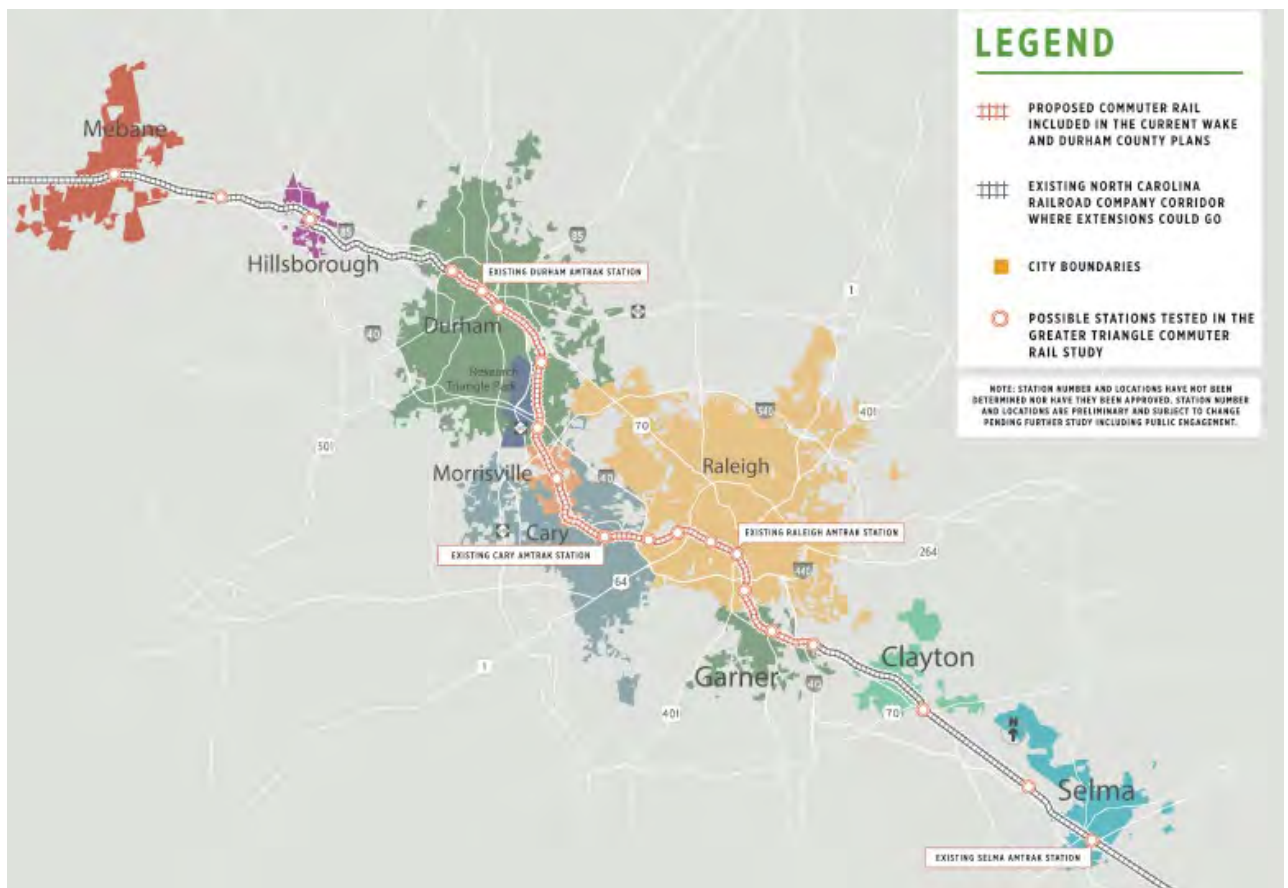 LEGEND
PROPOSED COMMUTER RAIL
INCLUDED IN THE CURRENT WAKE
AND DURHAM COUNTY PLANS
EXISTING NORTH CAROLINA
RAILROAD COMPANY CORRIDOR
WHERE EXTENSIONS COULD GO
CITY BOUNDARIES
POSSIBLE STATIONS TESTED IN THE
GREATER TRIANGLE COMMUTER
RAIL STUDY
NOTE: STATION NUMBER AND LOCATIONS HAVE NOT BEEN
DETERMINED NOR HAVE THEY BEEN APPROVED. STATION NUMBER
AND LOCATIONS ARE PRELIMINARY AND SUBJECT TO CHANGE
PENDING FURTHER STUDY INCLUDING PUBLIC ENGAGEMENT.
Mebane
85
Hillsborough
85
EXISTING DURHAM AMTRAK STATION
1
40
Durham
Research
Triangle Park
540
401
70
501
Morrisville
40
Raleigh
Cary
EXISTING RALEIGH AMTRAK STATION
EXISTING CARY AMTRAK STATION
264
64
440
1
Garner
40
401
Clayton
70
N
Selma
EXISTING SELMA AMTRAK STATION